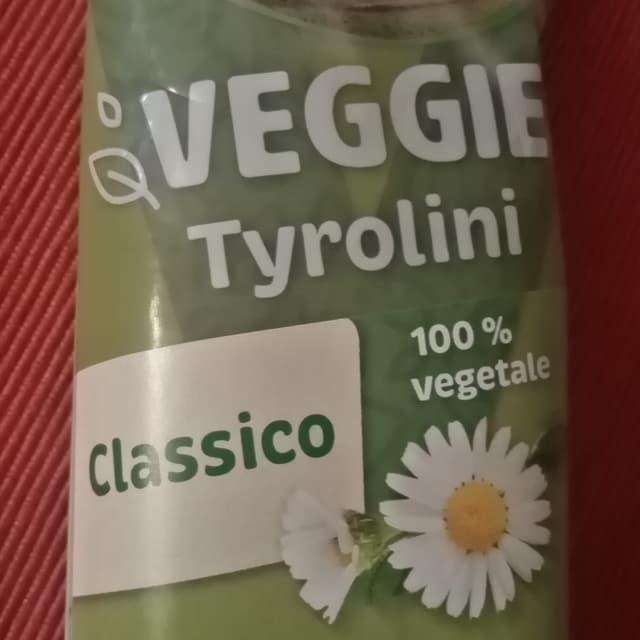 VEGGIE
Tyrolini
100 %
vegetale
Classico